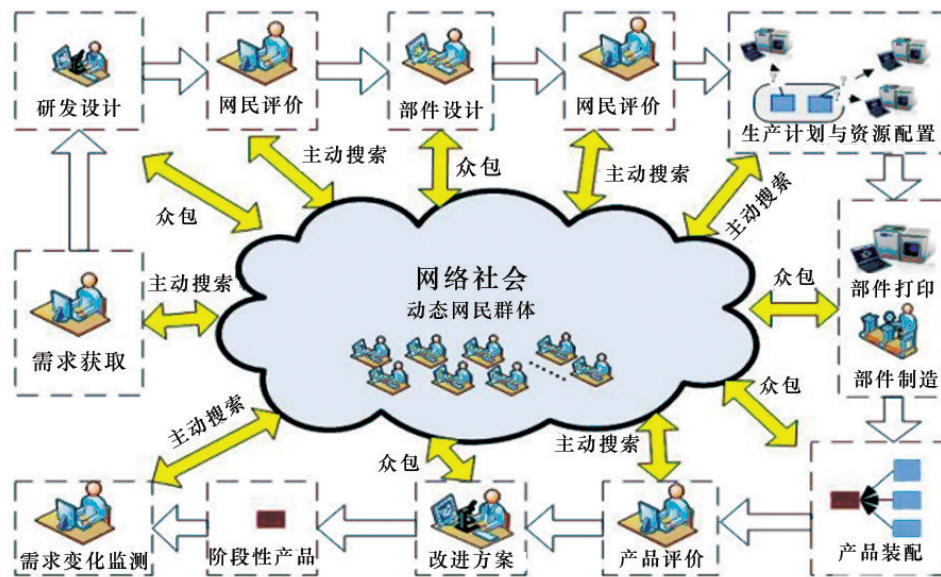 研发设计
网民评价
部件设计
网民评价
生产计划与资源配置
?
?
?
众包
主动搜索
众包
主动搜索
主动搜索
需求获取
主动搜索
网络社会
动态网民群体
众包
部件打印
部件制造
主动搜索
众包
主动搜索
众包
需求变化监测
阶段性产品
改进方案
产品评价
产品装配